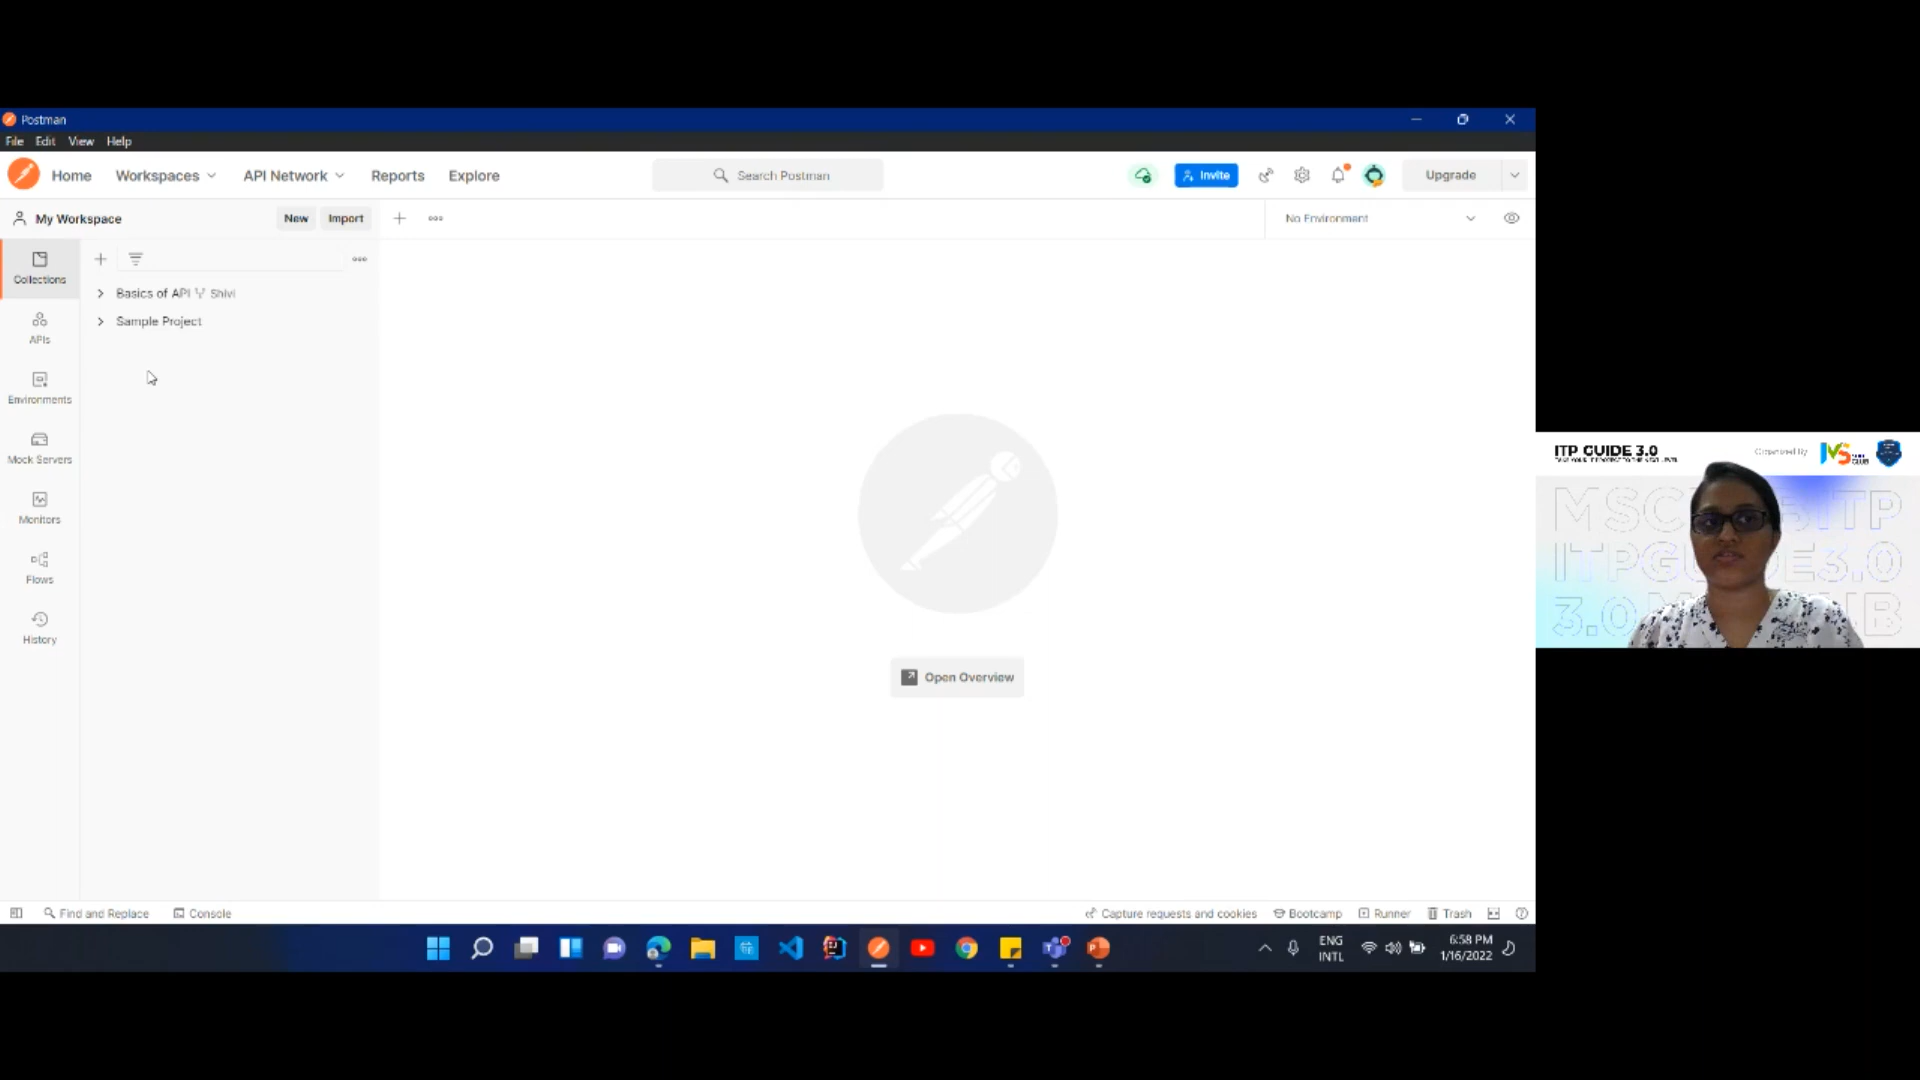 Postman
File Edit View Help
Home Workspaces API Network Reports Explore Search Postman Invite Upgrade
My Workspace New Import No Environment
Collections
Basics of API Shivi
Sample Project
APIs
Environments
Mock Servers
Monitors
Flows
History
Open Overview
Find and Replace Console Capture requests and cookies Bootcamp Runner Trash
ENG
INTL
6:58 PM
1/16/2022
ITP GUIDE 3.0
Organized By